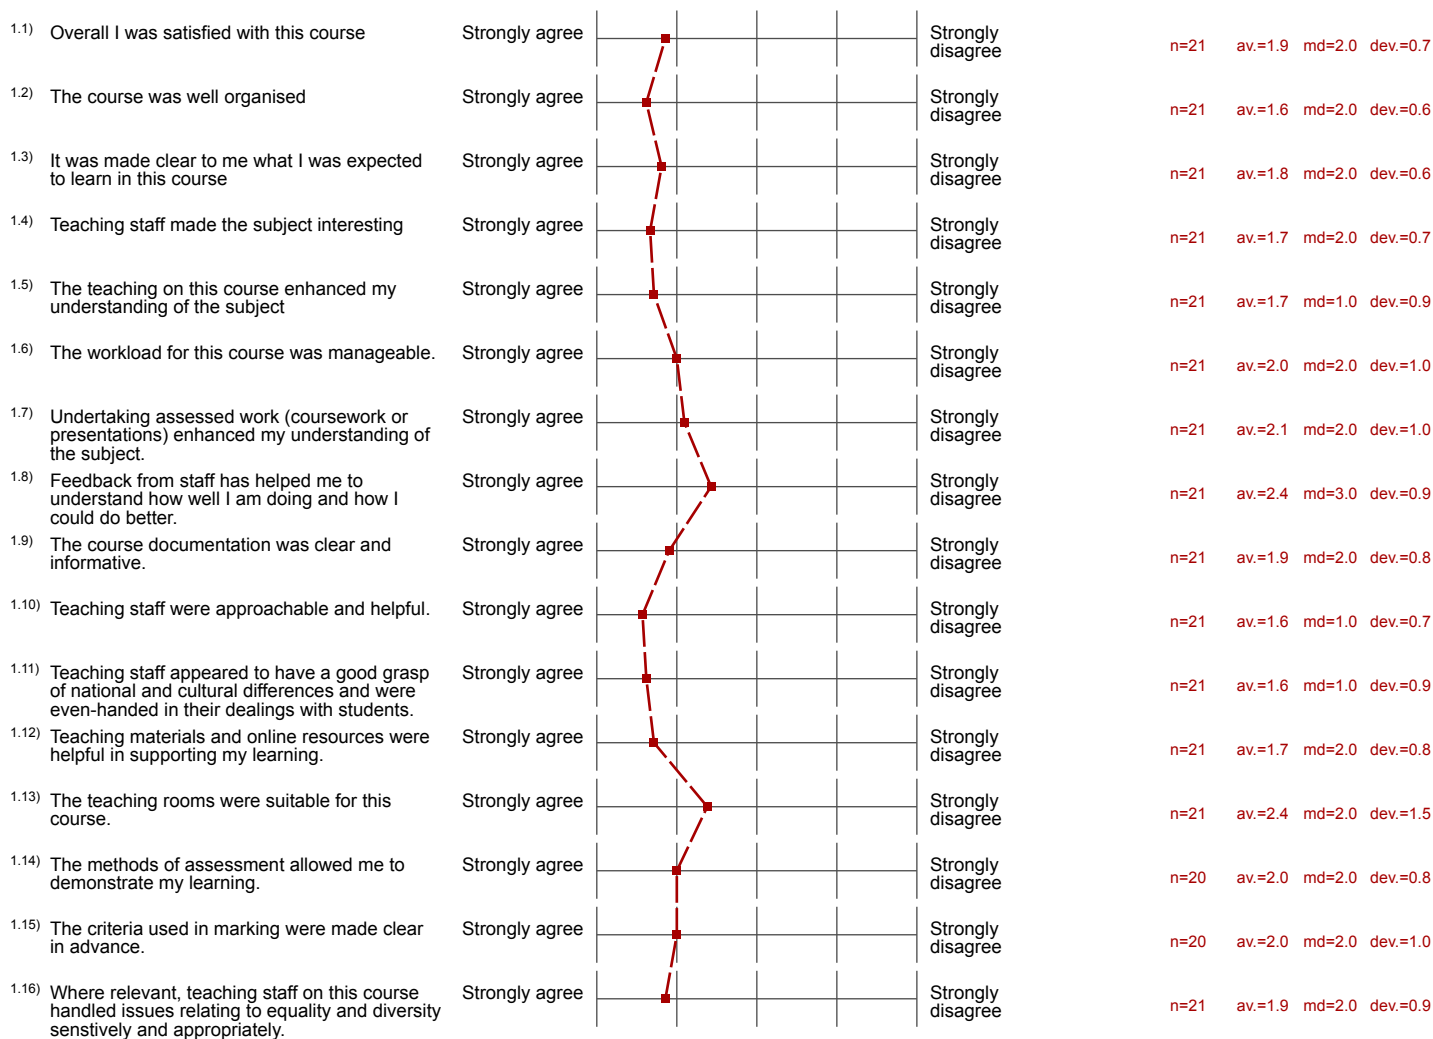 1.1) Overall I was satisfied with this course Strongly agree Strongly disagree n=21 av.=1.9 md=2.0 dev.=0.7
1.2) The course was well organised Strongly agree Strongly disagree n=21 av.=1.6 md=2.0 dev.=0.6
1.3) It was made clear to me what I was expected
to learn in this course Strongly agree Strongly disagree n=21 av.=1.8 md=2.0 dev.=0.6
1.4) Teaching staff made the subject interesting Strongly agree Strongly disagree n=21 av.=1.7 md=2.0 dev.=0.7
1.5) The teaching on this course enhanced my
understanding of the subject Strongly agree Strongly disagree n=21 av.=1.7 md=1.0 dev.=0.9
1.6) The workload for this course was manageable. Strongly agree Strongly disagree n=21 av.=2.0 md=2.0 dev.=1.0
1.7) Undertaking assessed work (coursework or
presentations) enhanced my understanding of
the subject. Strongly agree Strongly disagree n=21 av.=2.1 md=2.0 dev.=1.0
1.8) Feedback from staff has helped me to
understand how well I am doing and how I
could do better. Strongly agree Strongly disagree n=21 av.=2.4 md=3.0 dev.=0.9
1.9) The course documentation was clear and
informative. Strongly agree Strongly disagree n=21 av.=1.9 md=2.0 dev.=0.8
1.10) Teaching staff were approachable and helpful. Strongly agree Strongly disagree n=21 av.=1.6 md=1.0 dev.=0.7
1.11) Teaching staff appeared to have a good grasp
of national and cultural differences and were
even-handed in their dealings with students. Strongly agree Strongly disagree n=21 av.=1.6 md=1.0 dev.=0.9
1.12) Teaching materials and online resources were
helpful in supporting my learning. Strongly agree Strongly disagree n=21 av.=1.7 md=2.0 dev.=0.8
1.13) The teaching rooms were suitable for this
course. Strongly agree Strongly disagree n=21 av.=2.4 md=2.0 dev.=1.5
1.14) The methods of assessment allowed me to
demonstrate my learning. Strongly agree Strongly disagree n=20 av.=2.0 md=2.0 dev.=0.8
1.15) The criteria used in marking were made clear
in advance. Strongly agree Strongly disagree n=20 av.=2.0 md=2.0 dev.=1.0
1.16) Where relevant, teaching staff on this course
handled issues relating to equality and diversity
senstively and appropriately. Strongly agree Strongly disagree n=21 av.=1.9 md=2.0 dev.=0.9